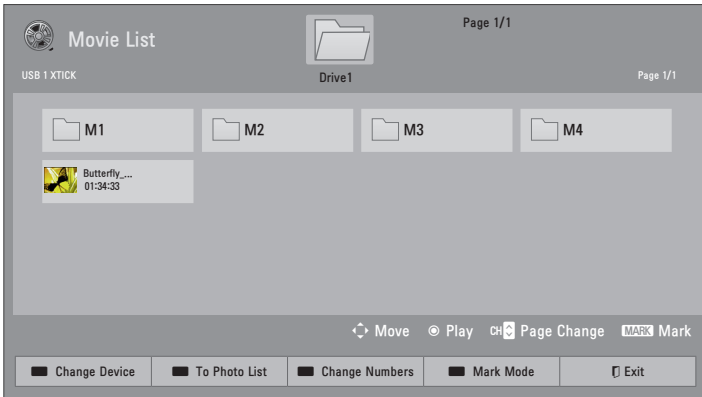 Page 1/1
Movie List
USB 1 XTICK
Drive1
Page 1/1
M1
M2
M3
M4
Butterfly_...
01:34:33
Move
Play
CH
Page Change
MARK
Mark
Change Device
To Photo List
Change Numbers
Mark Mode
Exit